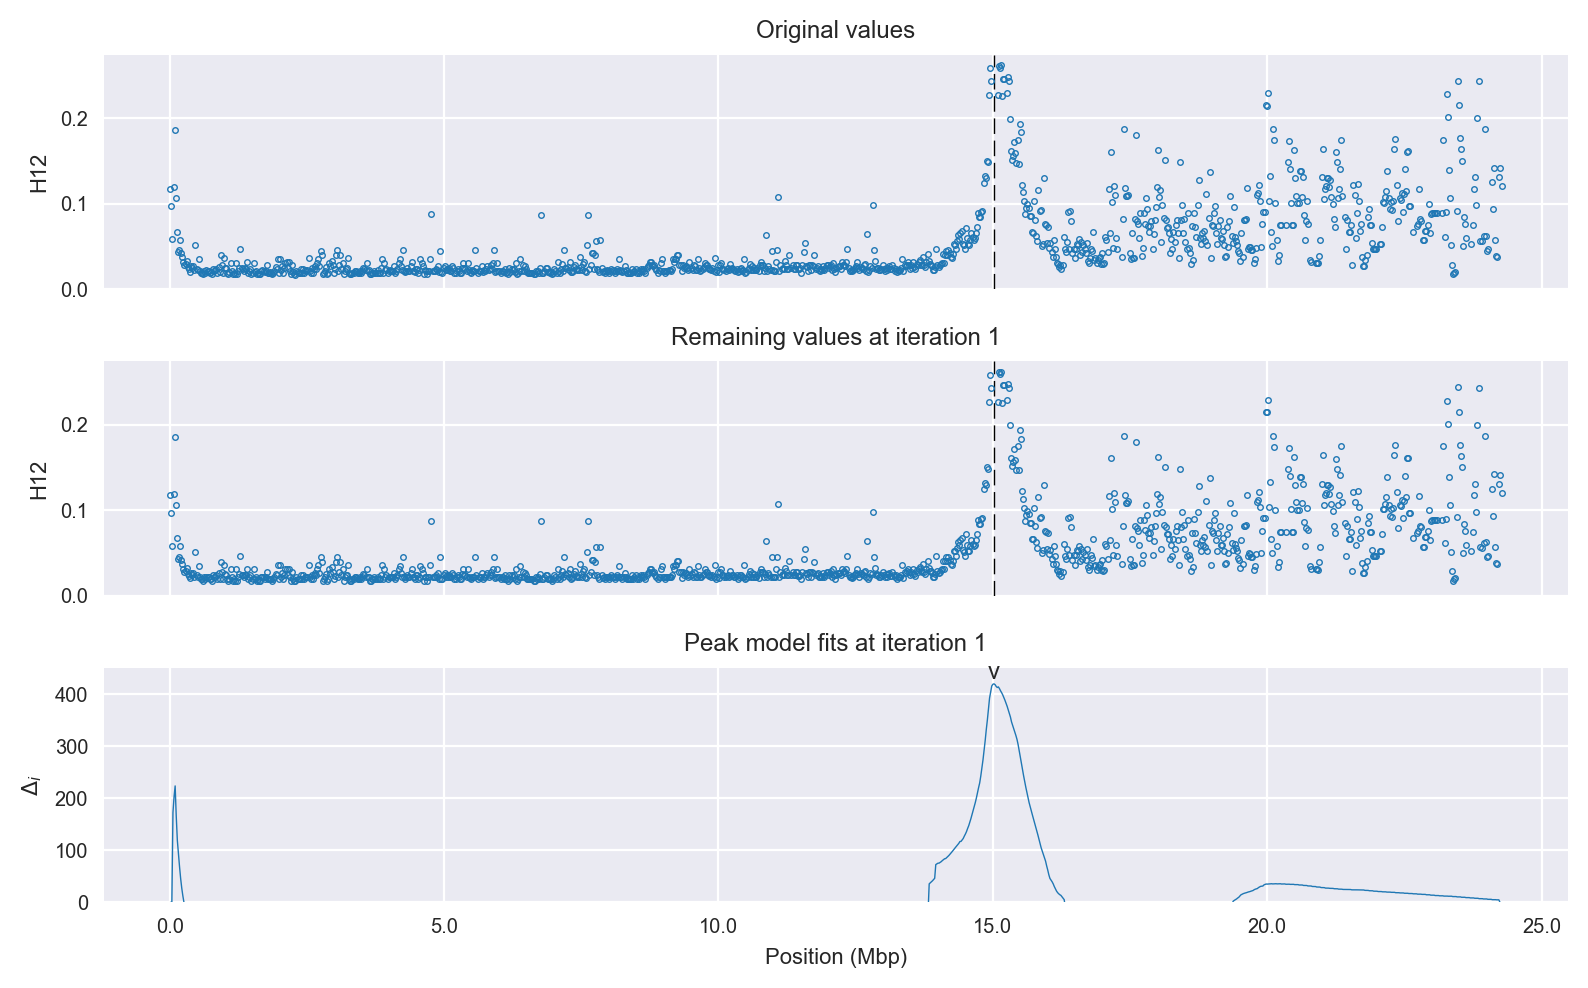 Original values
H12
0.2
0.1
0.0
Remaining values at iteration 1
H12
0.2
0.1
0.0
Peak model fits at iteration 1
v
Δi
400
300
200
100
0
0.0 5.0 10.0 15.0 20.0 25.0
Position (Mbp)